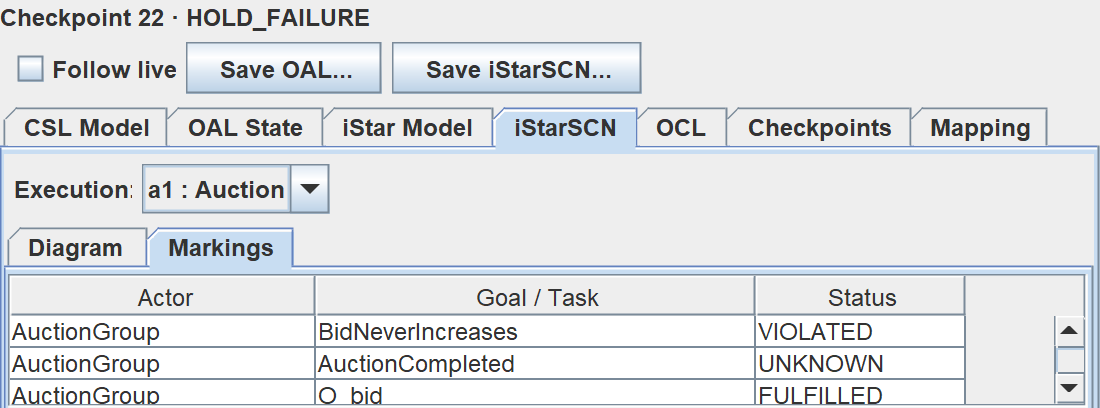 Checkpoint 22 · HOLD_FAILURE
Follow live Save OAL... Save iStarSCN...
CSL Model OAL State iStar Model iStarSCN OCL Checkpoints Mapping
Execution: a1 : Auction
Diagram Markings
Actor Goal / Task Status
AuctionGroup BidNeverIncreases VIOLATED
AuctionGroup AuctionCompleted UNKNOWN
AuctionGroup O_bid FULFILLED